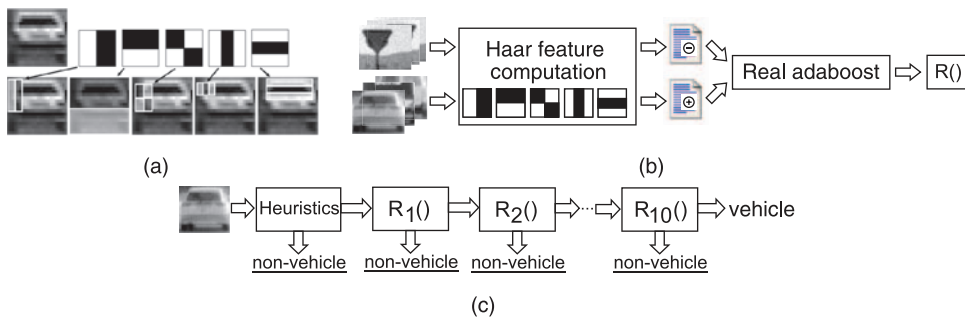 Haar feature
computation
Real adaboost
R()
(a)
(b)
Heuristics
R1()
R2()
...
R10()
vehicle
non-vehicle
non-vehicle
non-vehicle
non-vehicle
(c)